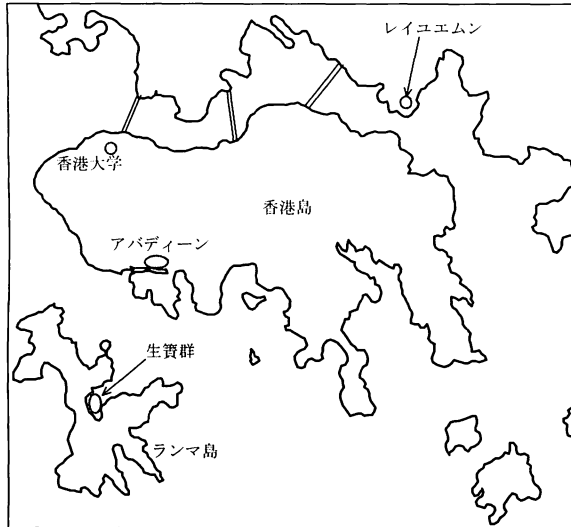 レイユエムン
香港大学
香港島
アバディーン
生簀群
ランマ島